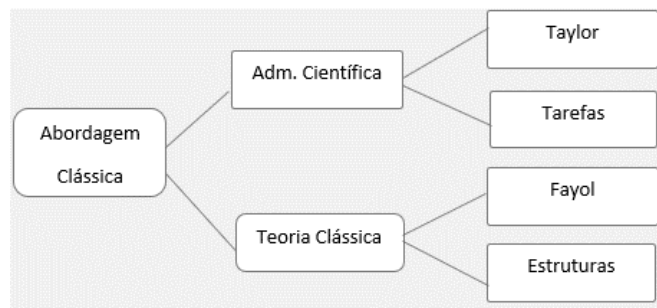 Abordagem
Clássica
Adm. Científica
Teoria Clássica
Taylor
Tarefas
Fayol
Estruturas